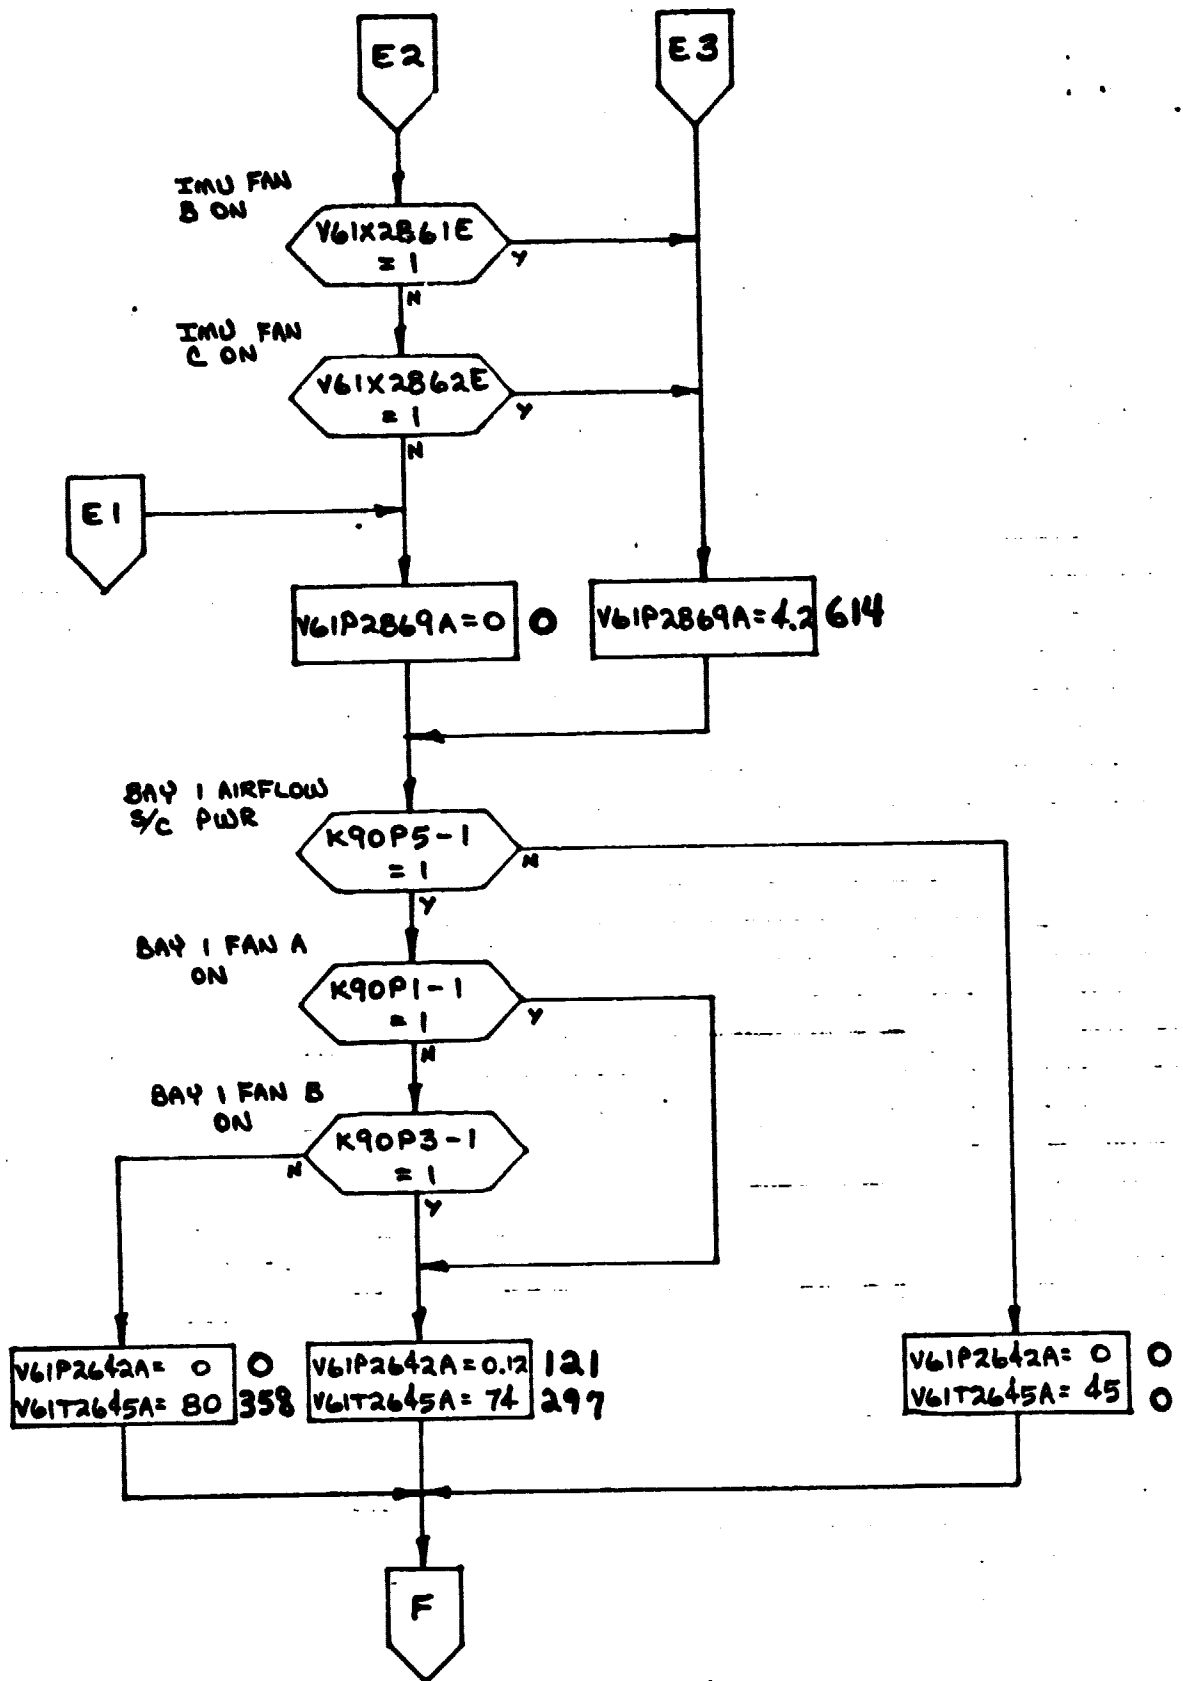 E2
E3
IMU FAN
B ON
V61X2861E
= 1
Y
N
IMU FAN
C ON
V61X2862E
= 1
Y
N
E1
V61P2869A=0 0
V61P2869A=4.2 614
BAY 1 AIRFLOW
S/C PWR
K90P5-1
= 1
N
Y
BAY 1 FAN A
ON
K90P1-1
= 1
Y
N
BAY 1 FAN B
ON
K90P3-1
= 1
N
Y
V61P2642A= 0 0
V61T2645A= 80 358
V61P2642A=0.12 121
V61T2645A= 74 297
V61P2642A= 0 0
V61T2645A= 45 0
F